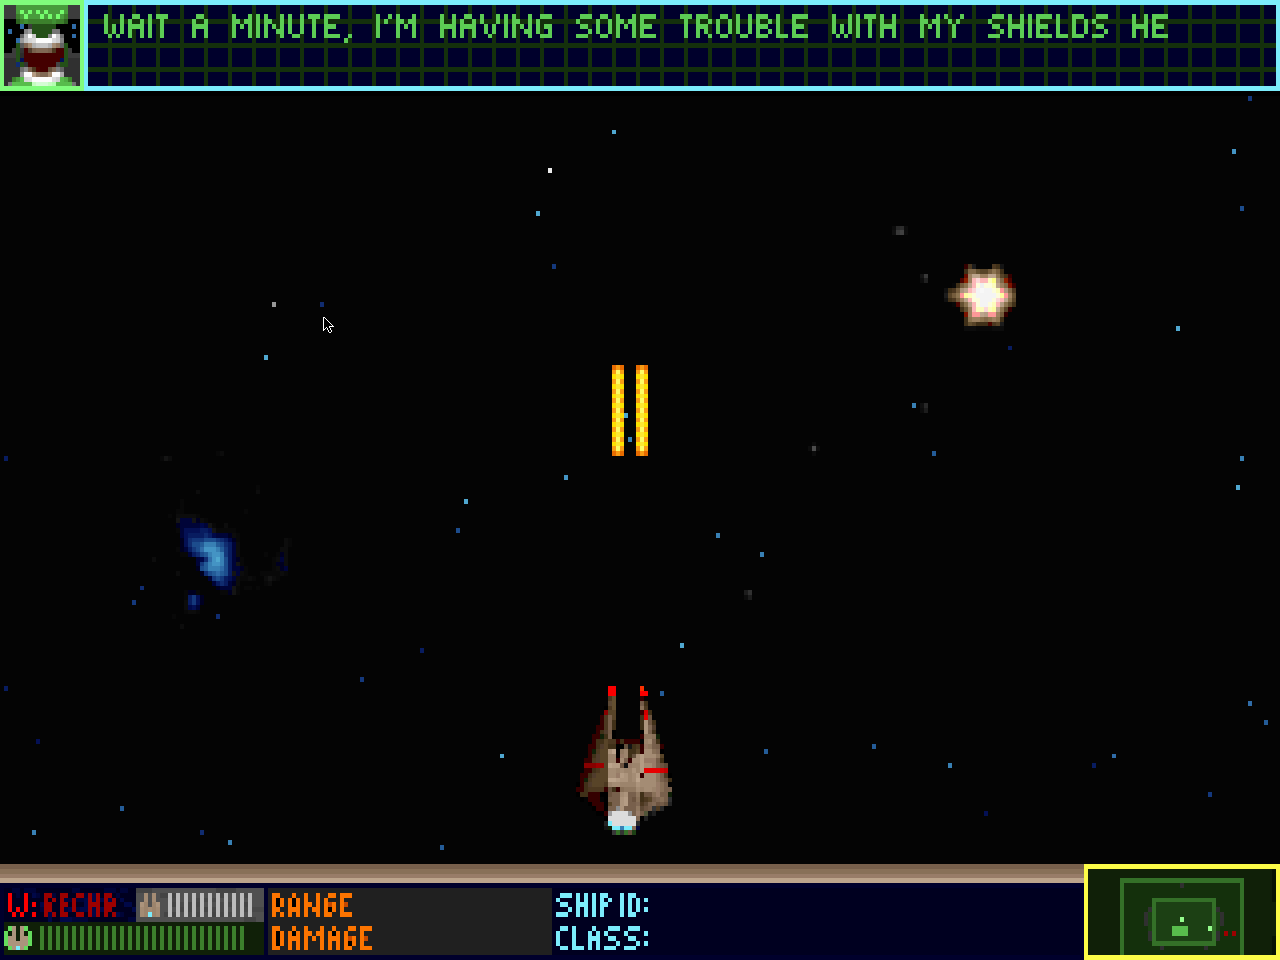 WAIT A MINUTE, I'M HAVING SOME TROUBLE WITH MY SHIELDS HE
W: RECHR
RANGE
SHIP ID:
DAMAGE
CLASS: